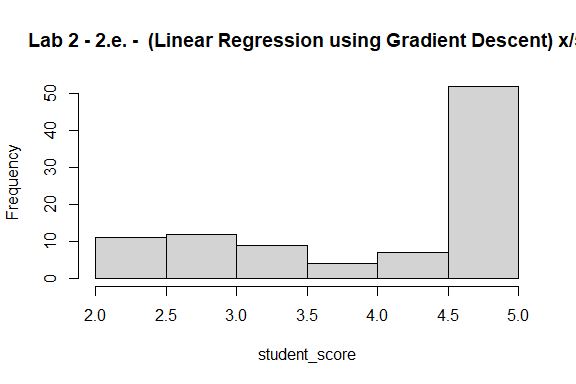 Lab 2 - 2.e. - (Linear Regression using Gradient Descent) x/
Frequency
50
40
30
20
10
0
2.0 2.5 3.0 3.5 4.0 4.5 5.0
student_score